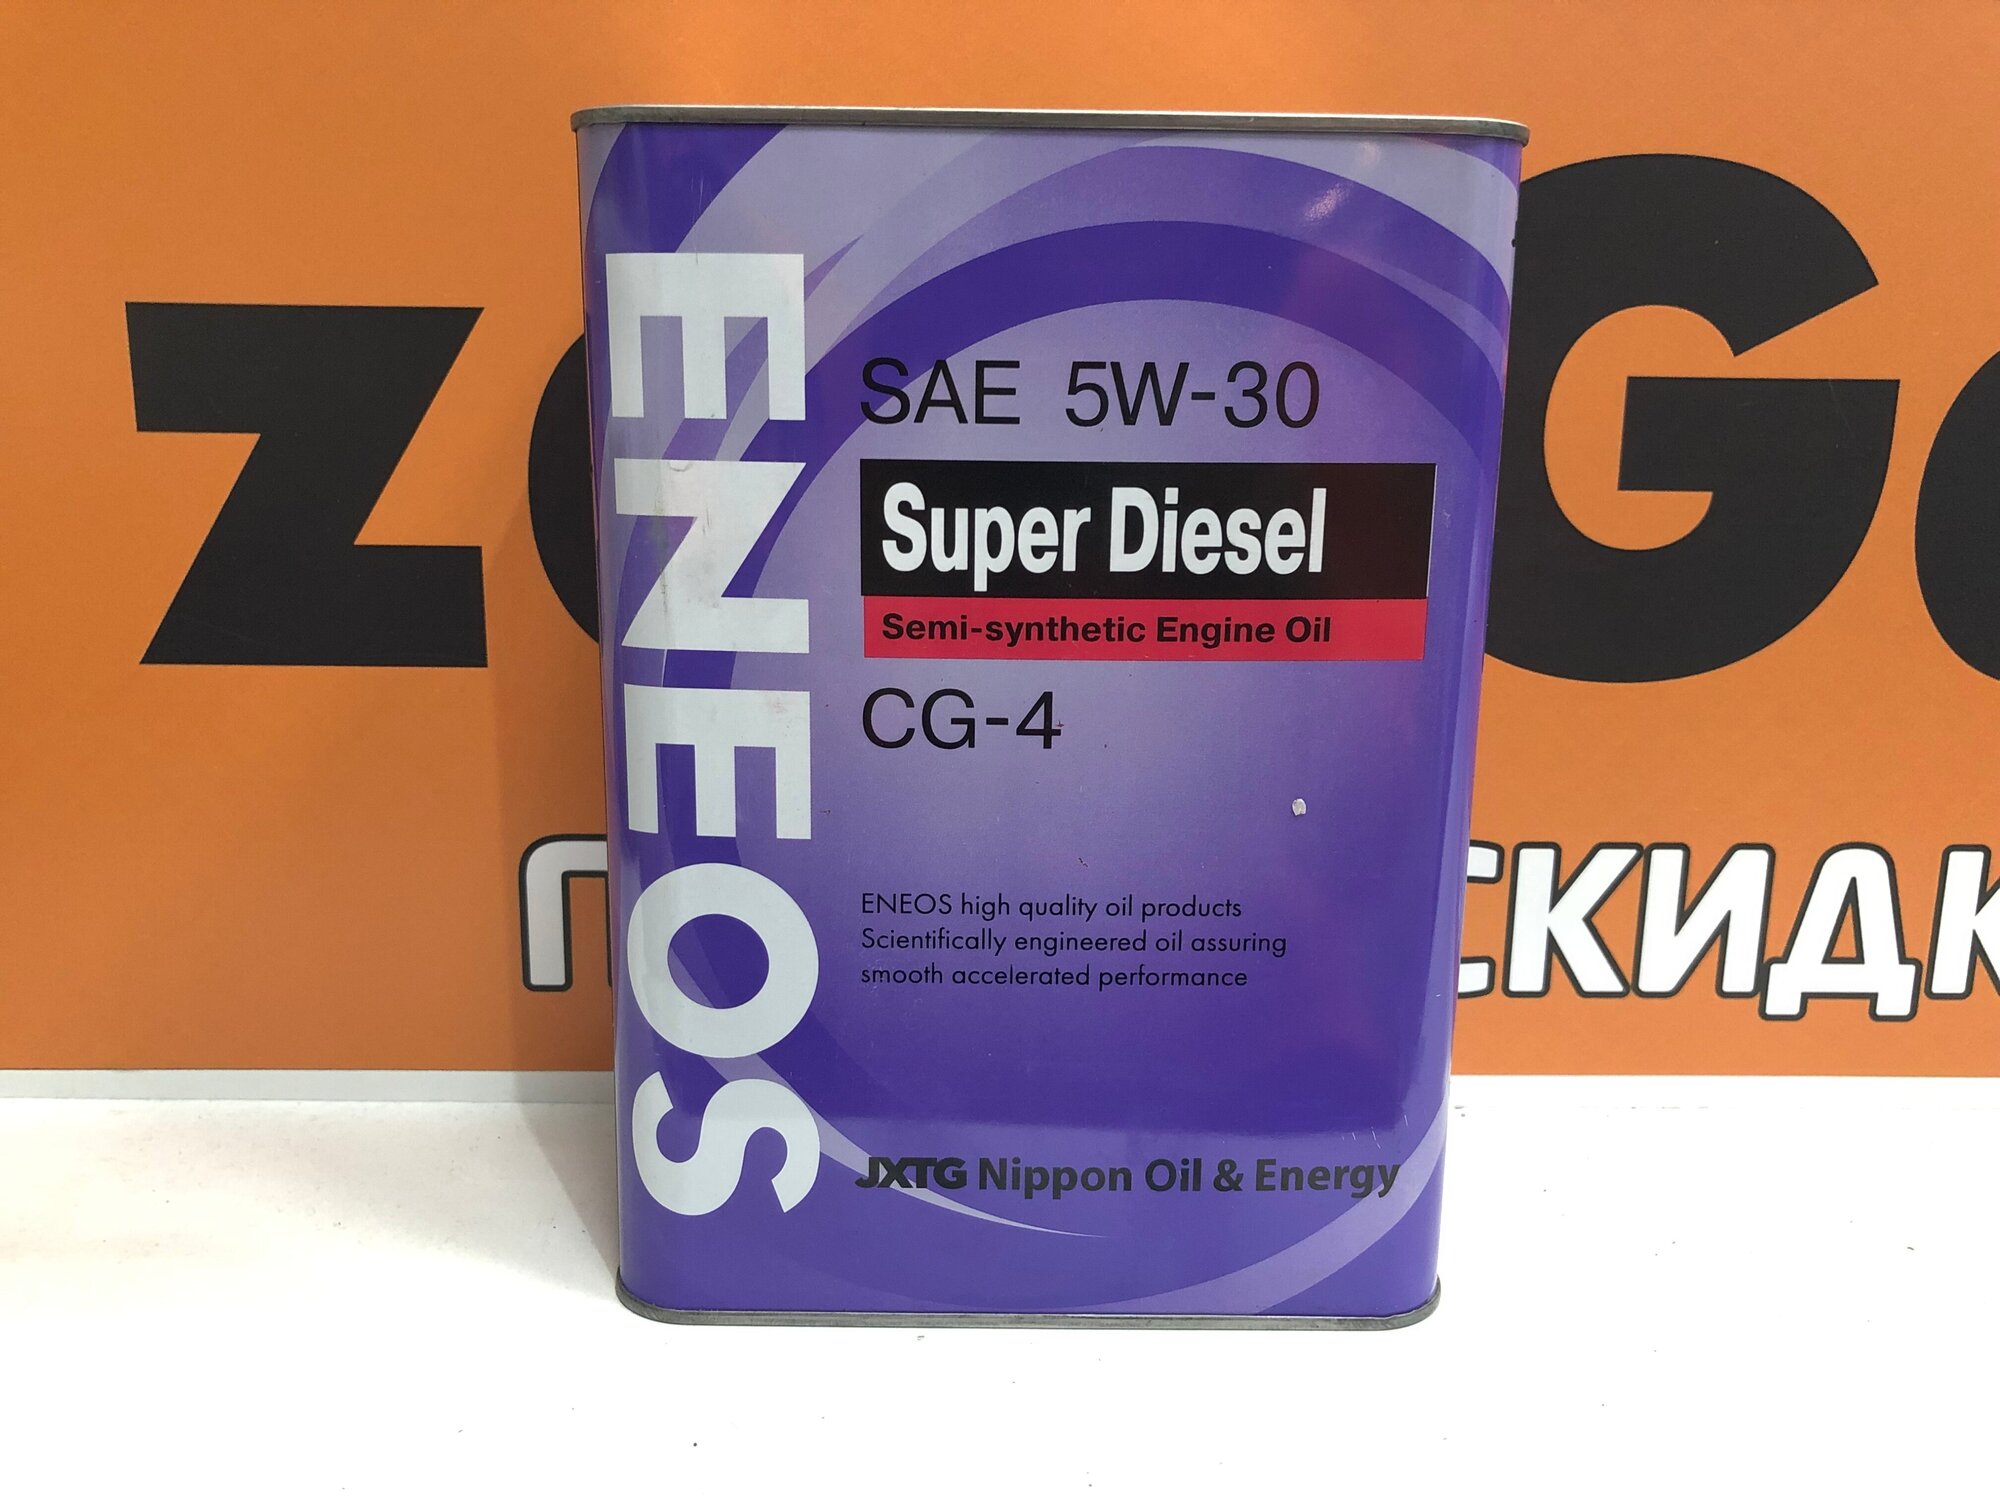 ENEOS
SAE 5W-30
Super Diesel
Semi-synthetic Engine Oil
CG-4
ENEOS high quality oil products
Scientifically engineered oil assuring
smooth accelerated performance
JXTG Nippon Oil & Energy